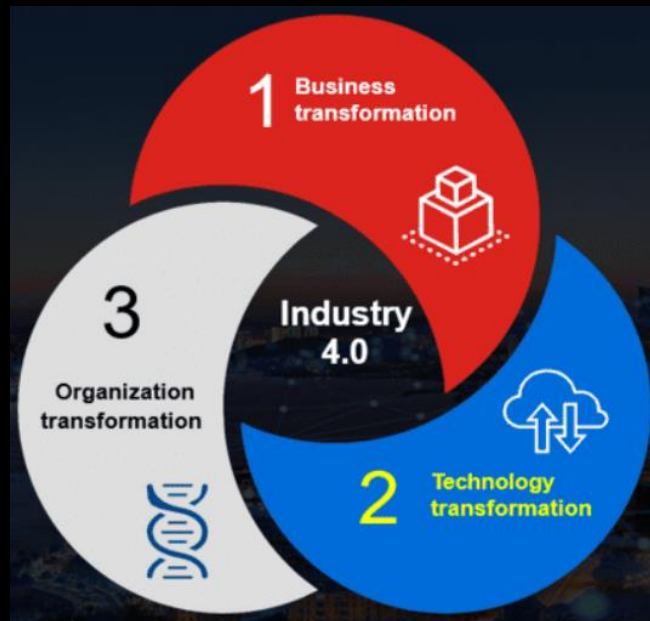 1
Business
transformation
Industry
4.0
2
Technology
transformation
3
Organization
transformation